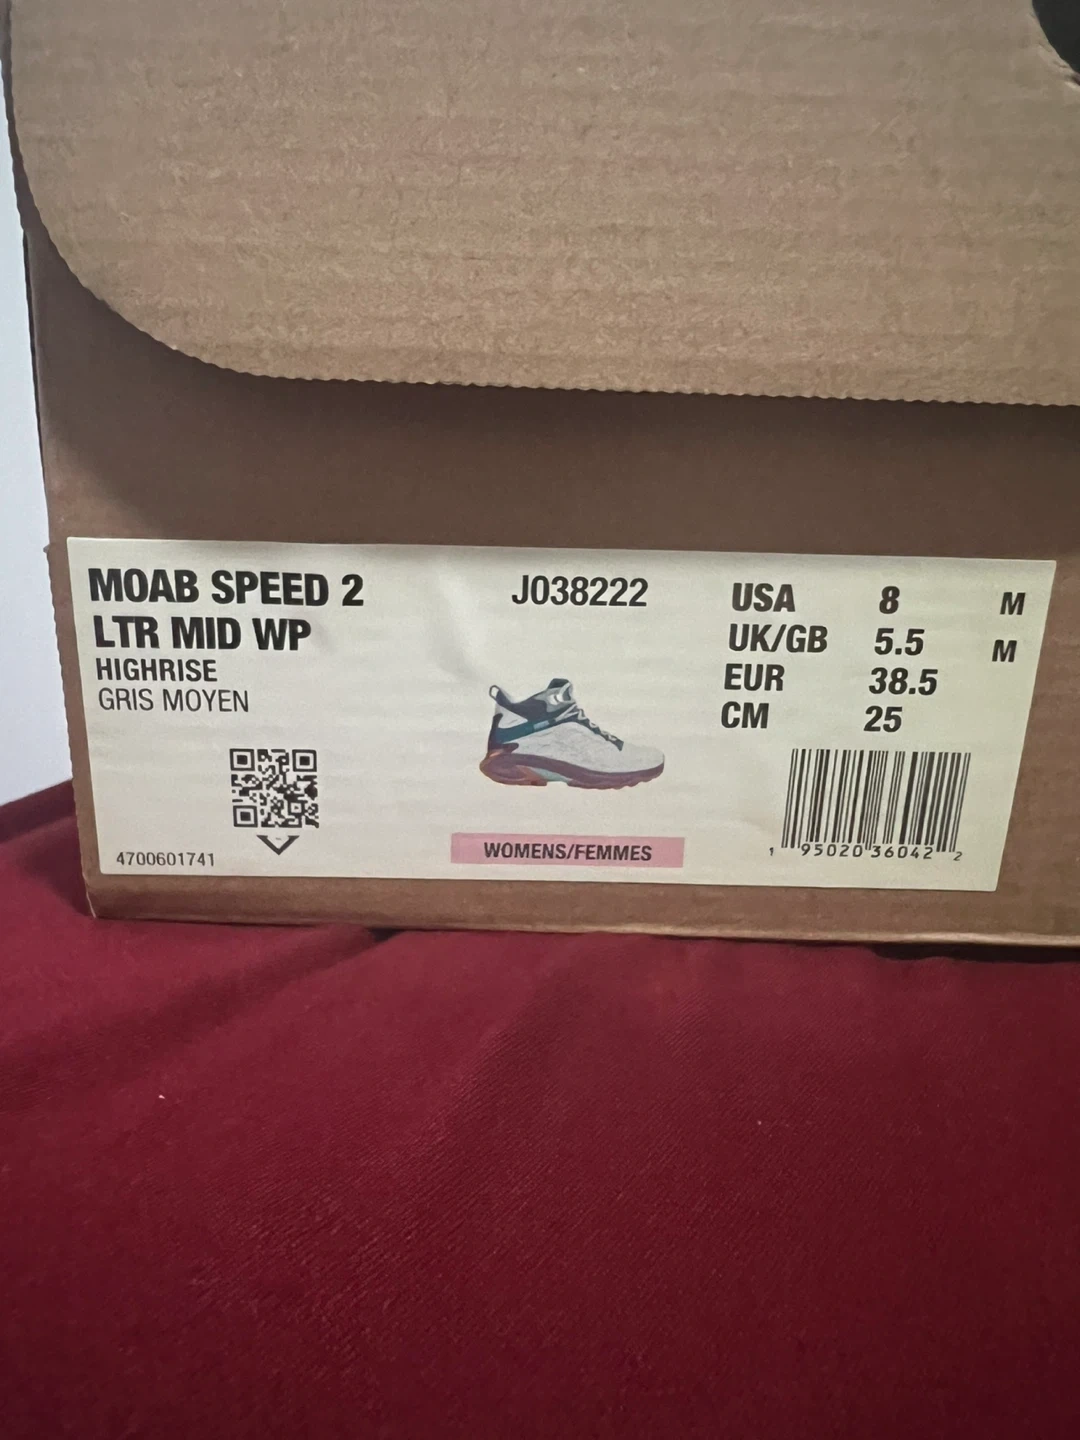 MOAB SPEED 2
LTR MID WP
HIGHRISE
GRIS MOYEN
4700601741
J038222
WOMENS/FEMMES
USA 8 M
UK/GB 5.5 M
EUR 38.5
CM 25
1 95020 36042 2